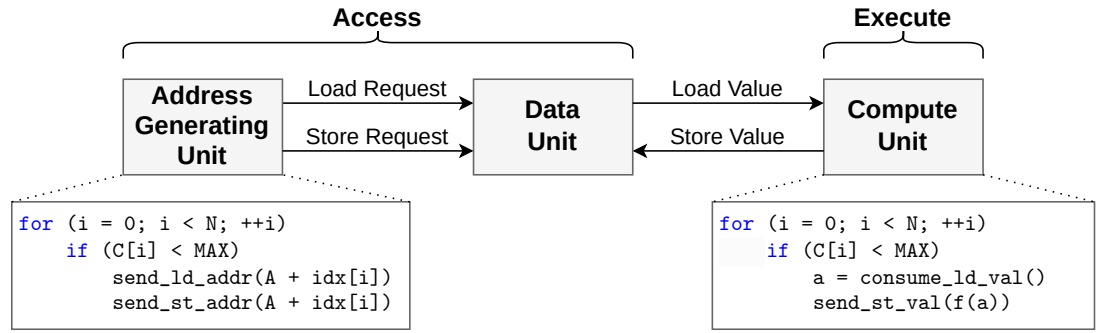 Access
Execute
Address
Generating
Unit
Load Request
Store Request
Data
Unit
Load Value
Store Value
Compute
Unit
for (i = 0; i < N; ++i)
    if (C[i] < MAX)
        send_ld_addr(A + idx[i])
        send_st_addr(A + idx[i])
for (i = 0; i < N; ++i)
    if (C[i] < MAX)
        a = consume_ld_val()
        send_st_val(f(a))